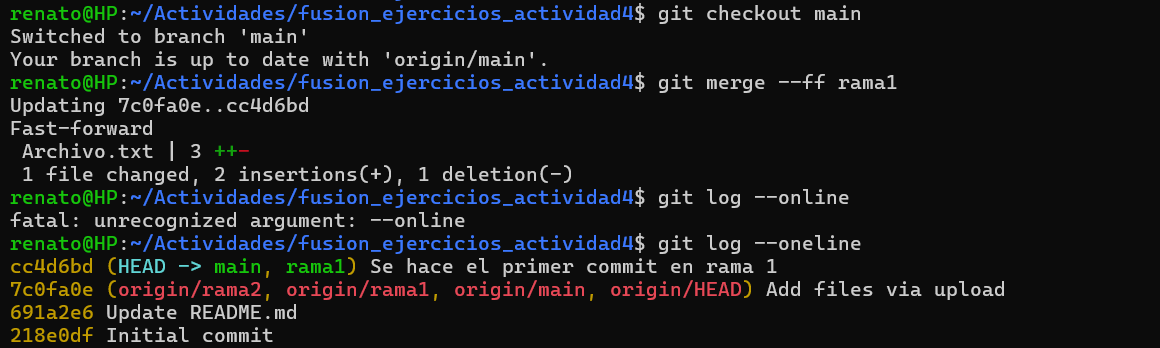 renato@HP:~/Actividades/fusion_ejercicios_actividad4$ git checkout main
Switched to branch 'main'
Your branch is up to date with 'origin/main'.
renato@HP:~/Actividades/fusion_ejercicios_actividad4$ git merge --ff rama1
Updating 7c0fa0e..cc4d6bd
Fast-forward
 Archivo.txt | 3 ++-
 1 file changed, 2 insertions(+), 1 deletion(-)
renato@HP:~/Actividades/fusion_ejercicios_actividad4$ git log --online
fatal: unrecognized argument: --online
renato@HP:~/Actividades/fusion_ejercicios_actividad4$ git log --oneline
cc4d6bd (HEAD -> main, rama1) Se hace el primer commit en rama 1
7c0fa0e (origin/rama2, origin/rama1, origin/main, origin/HEAD) Add files via upload
691a2e6 Update README.md
218e0df Initial commit